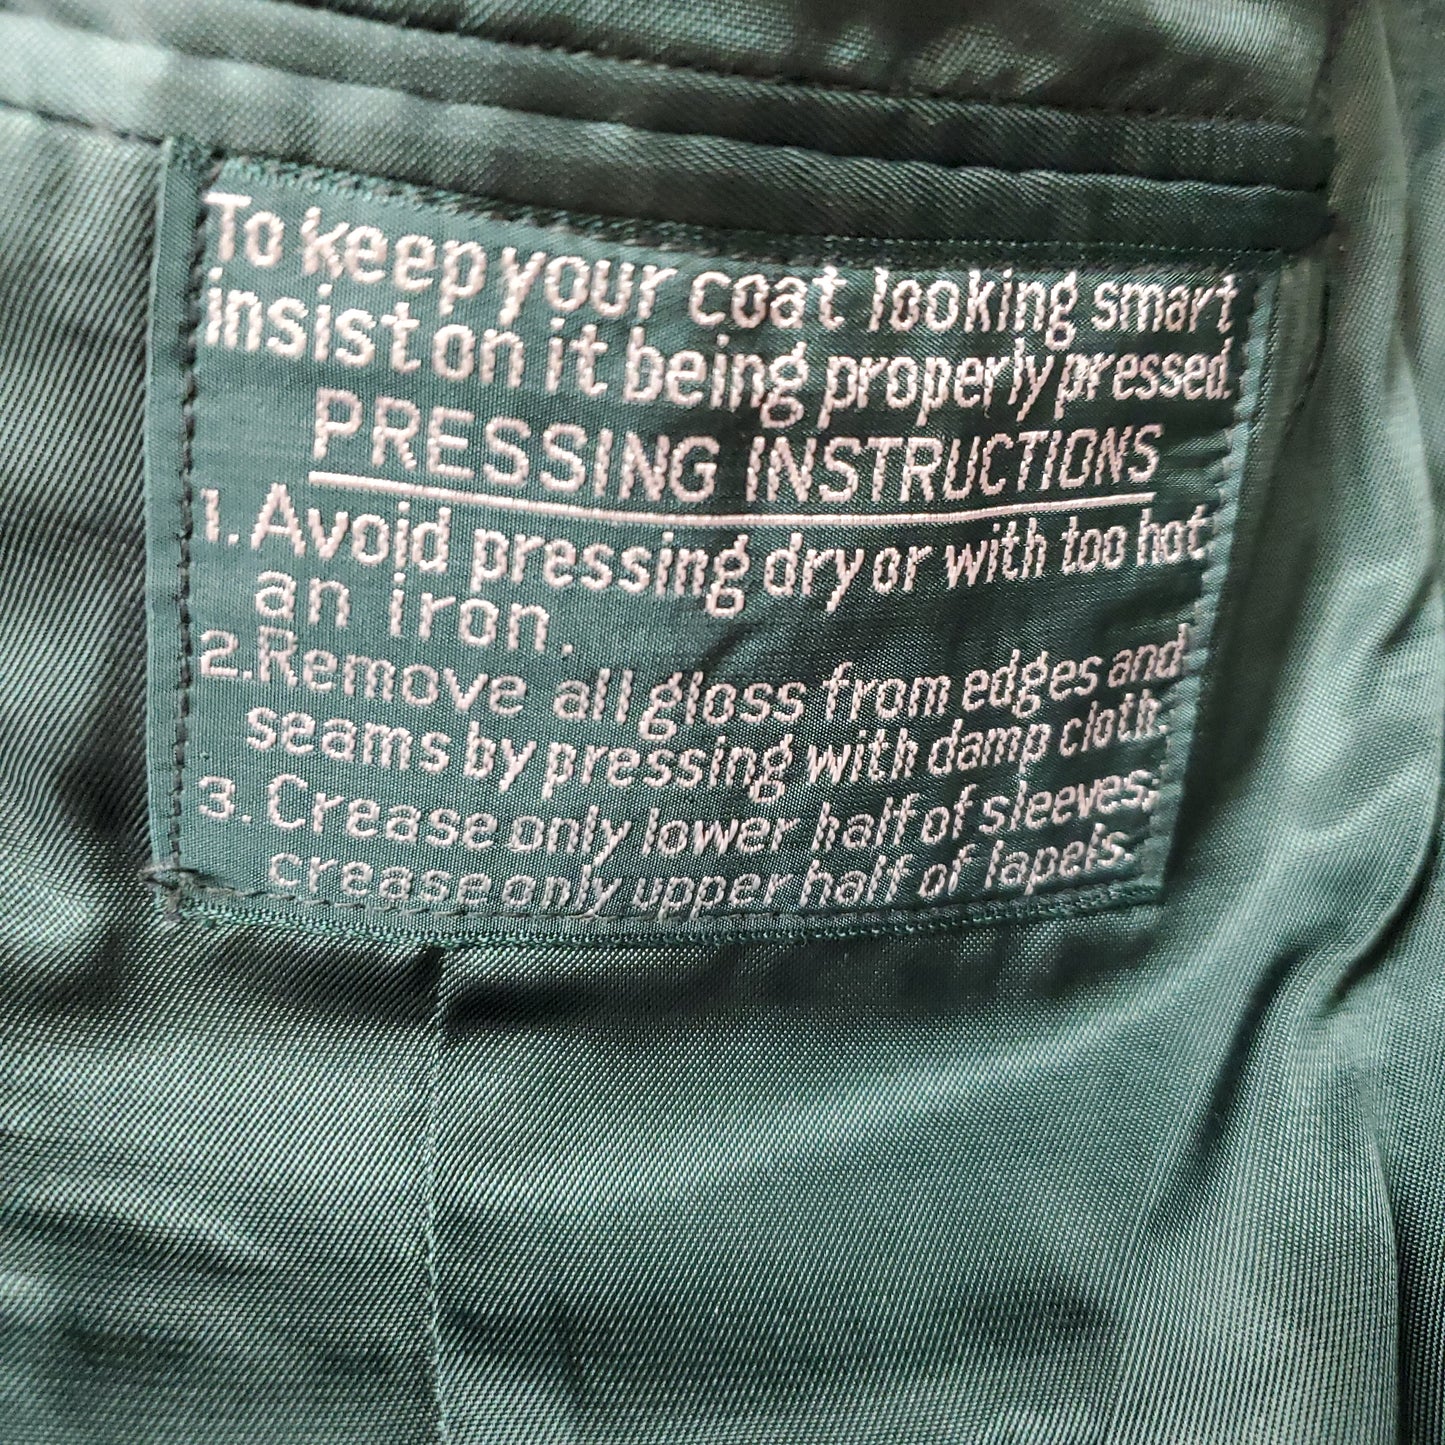 To keep your coat looking smart
insist on it being properly pressed.
PRESSING INSTRUCTIONS
1. Avoid pressing dry or with too hot
an iron.
2. Remove all gloss from edges and
seams by pressing with damp cloth.
3. Crease only lower half of sleeves;
crease only upper half of lapels.